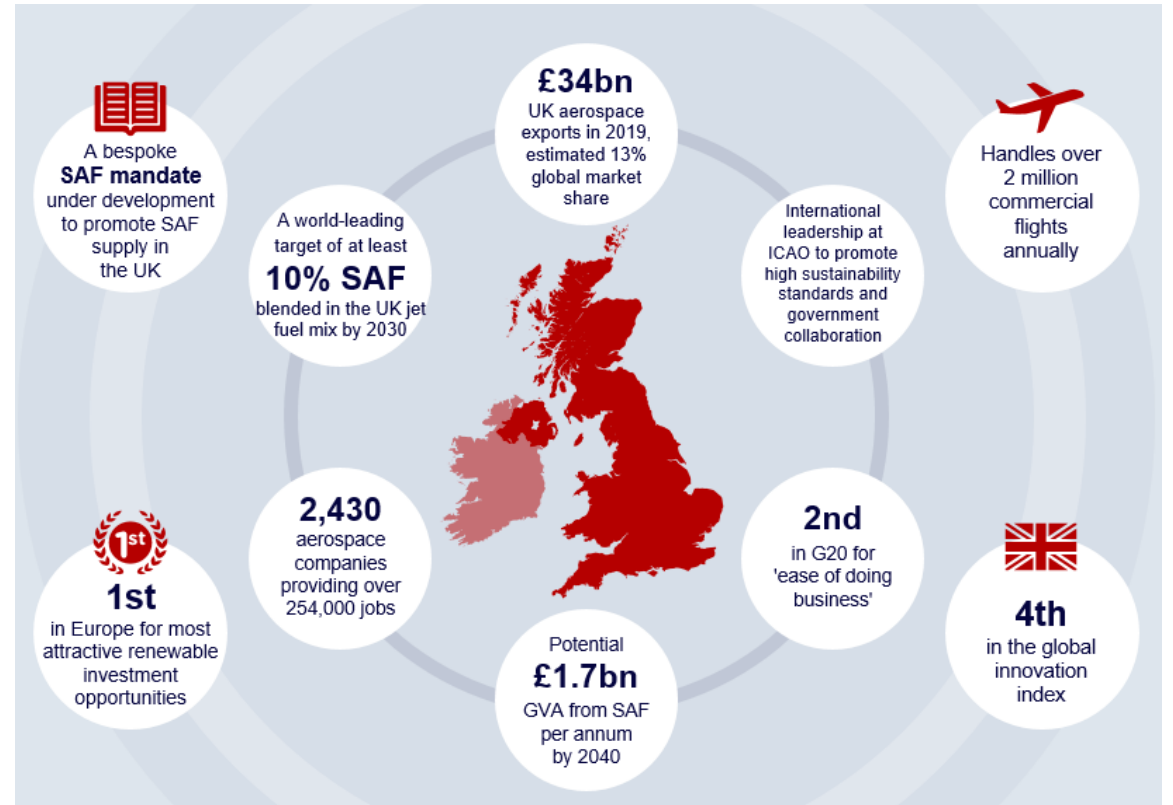 £34bn
UK aerospace
exports in 2019,
estimated 13%
global market
share
A bespoke
SAF mandate
under development
to promote SAF
supply in
the UK
A world-leading
target of at least
10% SAF
blended in the UK jet
fuel mix by 2030
International
leadership at
ICAO to promote
high sustainability
standards and
government
collaboration
Handles over
2 million
commercial
flights
annually
1st
1st
in Europe for most
attractive renewable
investment
opportunities
2,430
aerospace
companies
providing over
254,000 jobs
Potential
£1.7bn
GVA from SAF
per annum
by 2040
2nd
in G20 for
'ease of doing
business'
4th
in the global
innovation
index